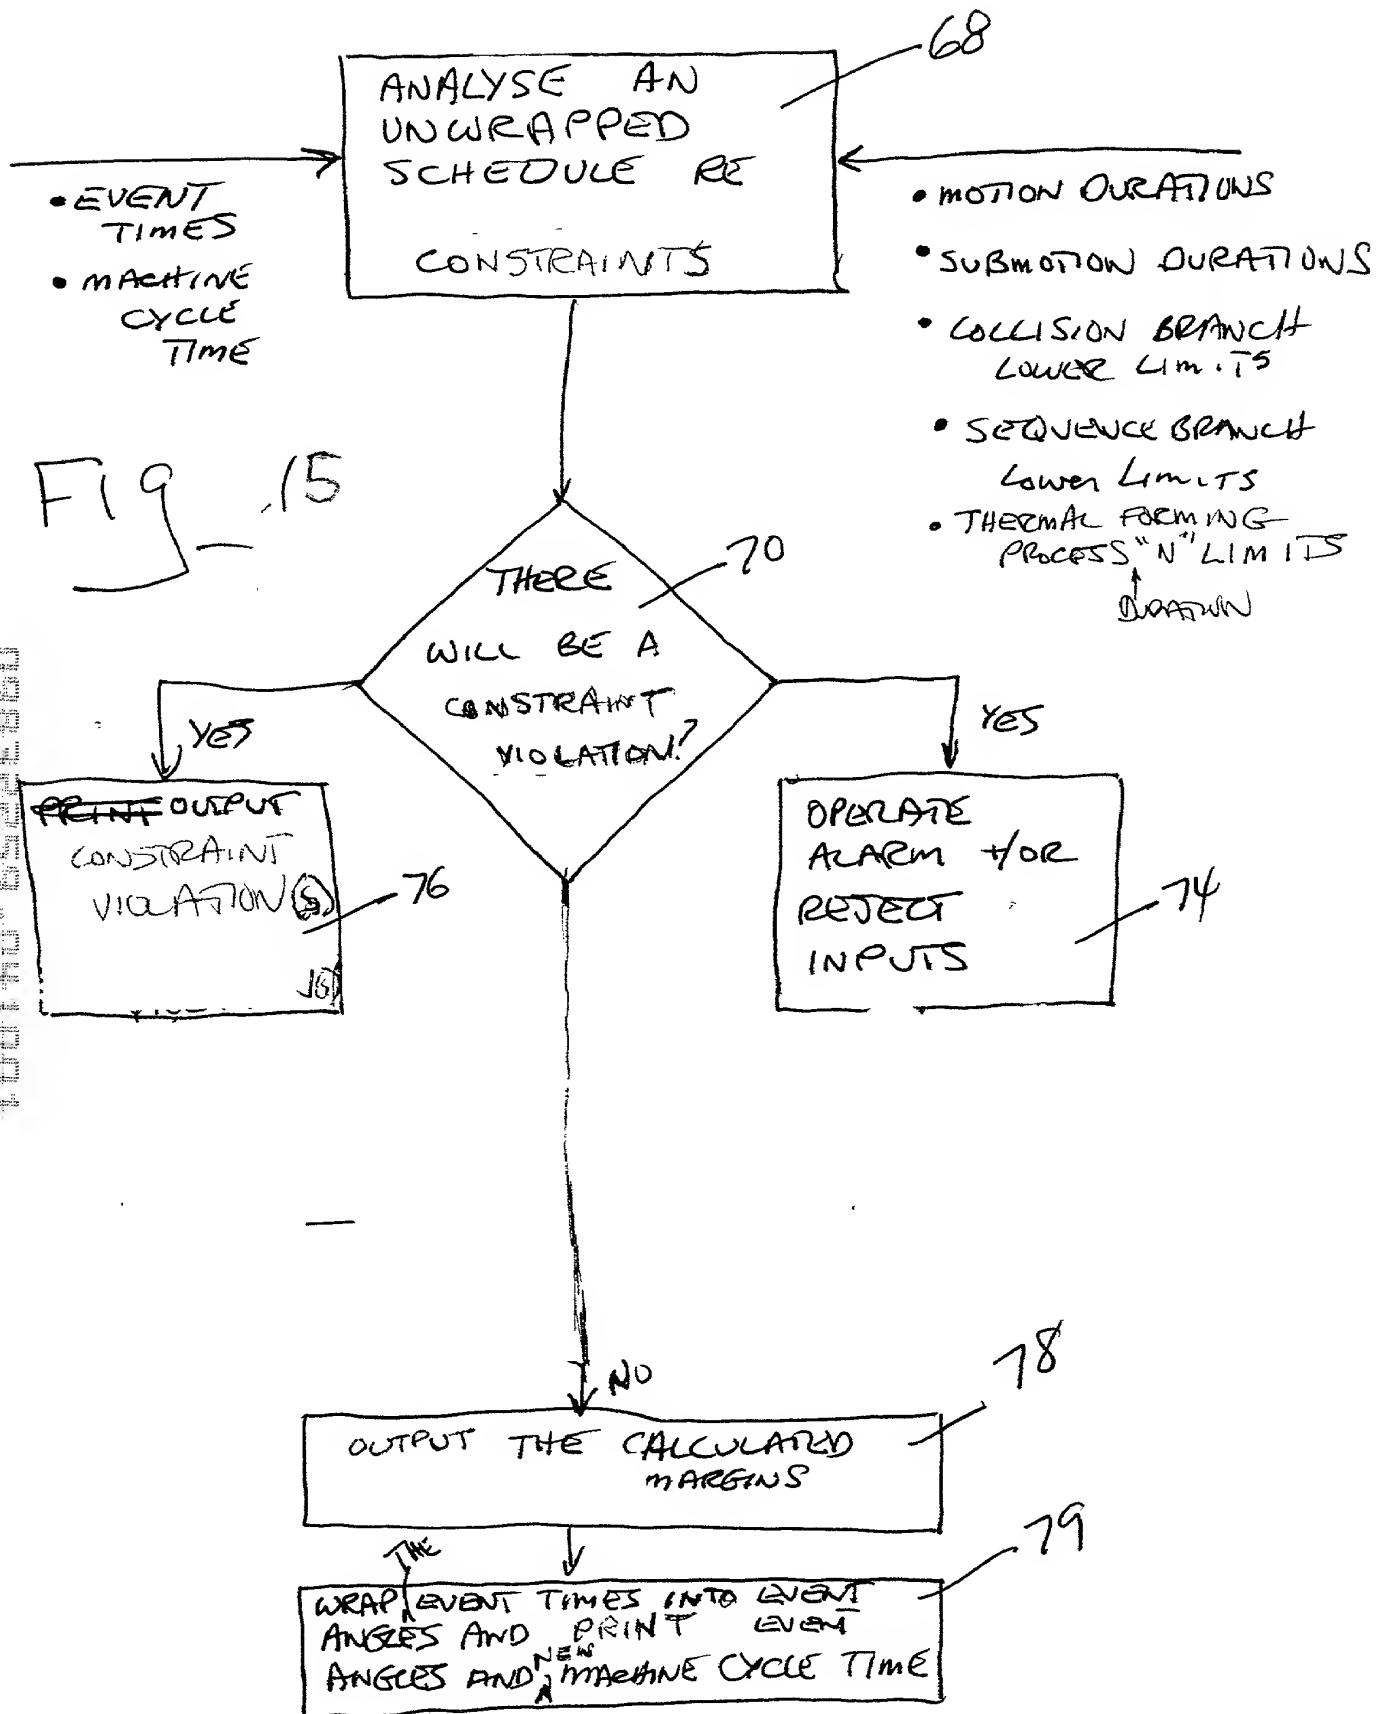 68
ANALYSE AN
UNWRAPPED
SCHEDULE RE
CONSTRAINTS
• EVENT
TIMES
• MACHINE
CYCLE
TIME
• MOTION DURATIONS
• SUBMOTION DURATIONS
• COLLISION BRANCH
LOWER LIMITS
• SEQUENCE BRANCH
Lower LIMITS
• THERMAL FORMING
PROCESS "N" LIMITS
DURATION
Fig_.15
70
THERE
WILL BE A
CONSTRAINT
VIOLATION?
YES
YES
PRINT OUTPUT
CONSTRAINT
VIOLATION(S)
76
OPERATE
ALARM +/OR
REJECT
INPUTS
74
NO
78
OUTPUT THE CALCULATED
MARGINS
79
THE
WRAP EVENT TIMES INTO EVENT
ANGLES AND PRINT EVENT
NEW
ANGLES AND MACHINE CYCLE TIME